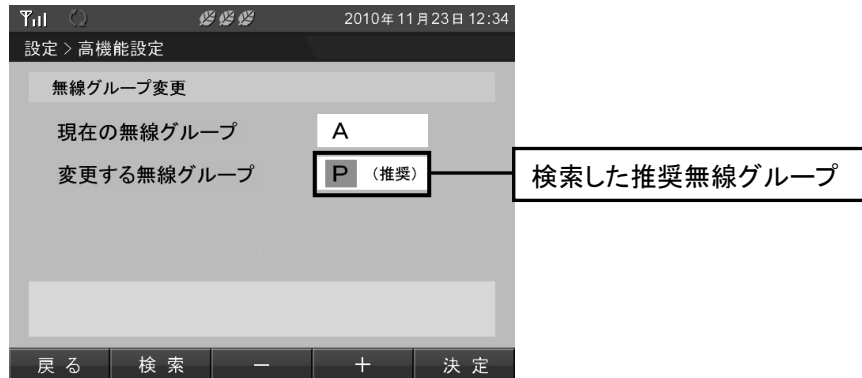 2010年11月23日 12:34
設定 > 高機能設定
無線グループ変更
現在の無線グループ A
変更する無線グループ P (推奨)
検索した推奨無線グループ
戻る 検索 － ＋ 決定